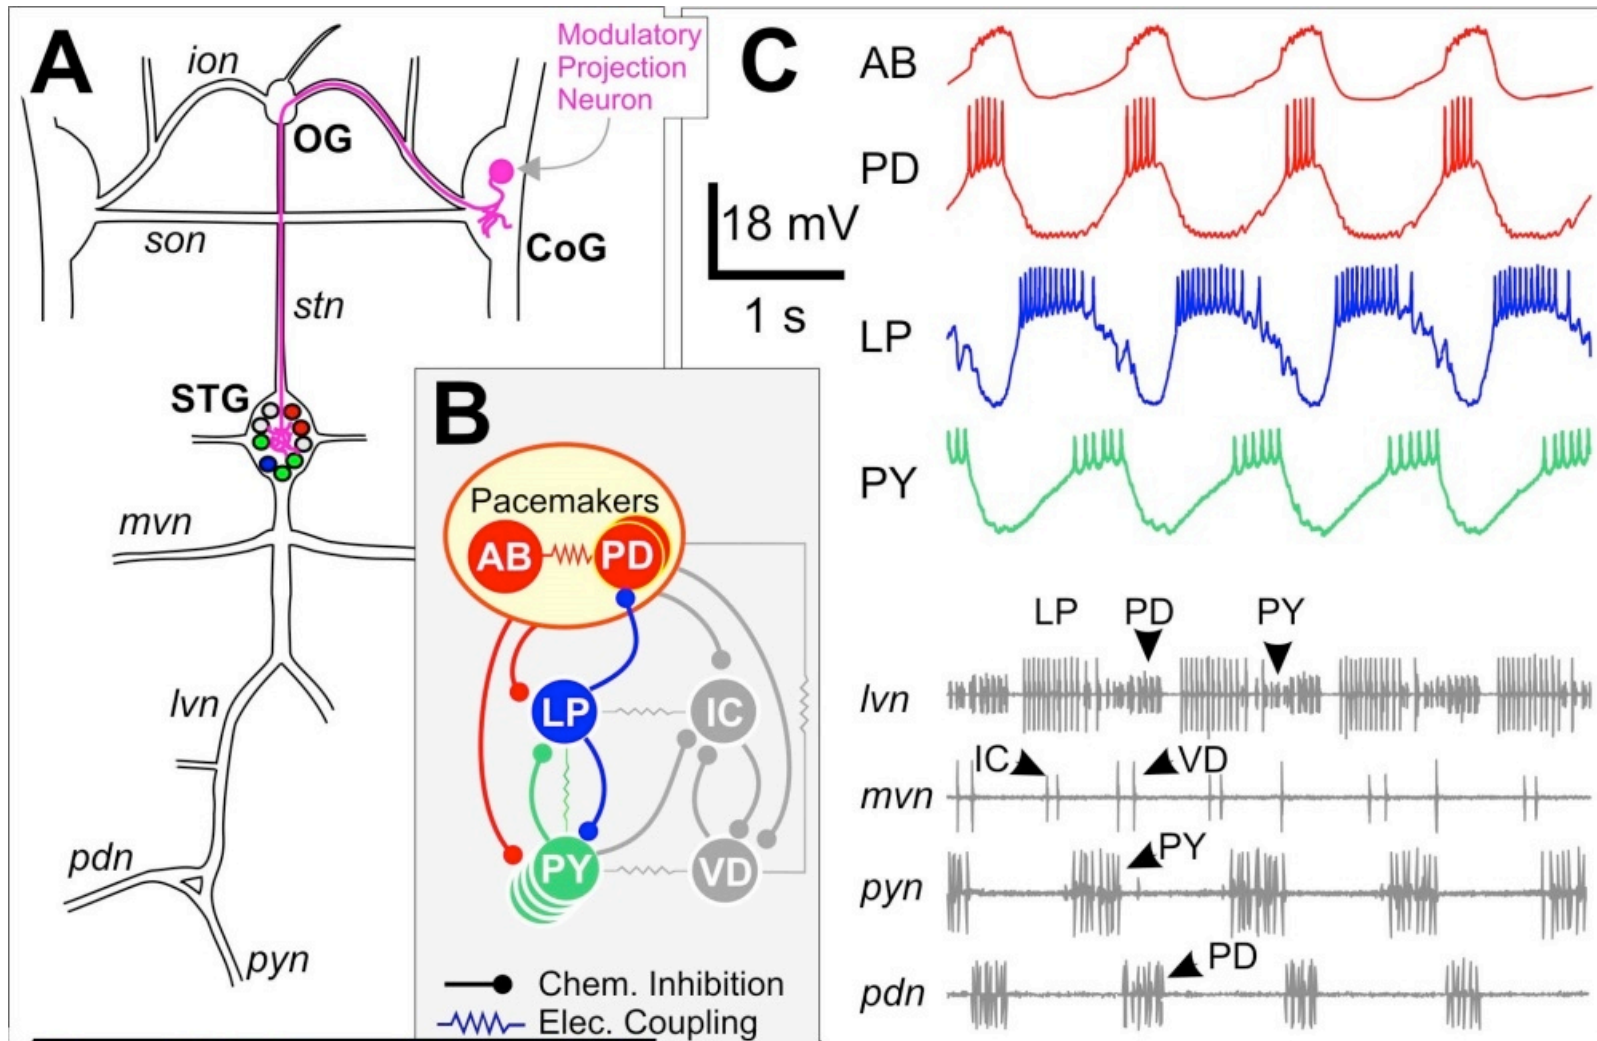 A
ion
Modulatory
Projection
Neuron
OG
son
CoG
stn
STG
mvn
lvn
pdn
pyn
B
Pacemakers
AB
PD
LP
IC
PY
VD
Chem. Inhibition
Elec. Coupling
C
AB
PD
18 mV
1 s
LP
PY
LP PD PY
lvn
IC VD
mvn
PY
pyn
PD
pdn